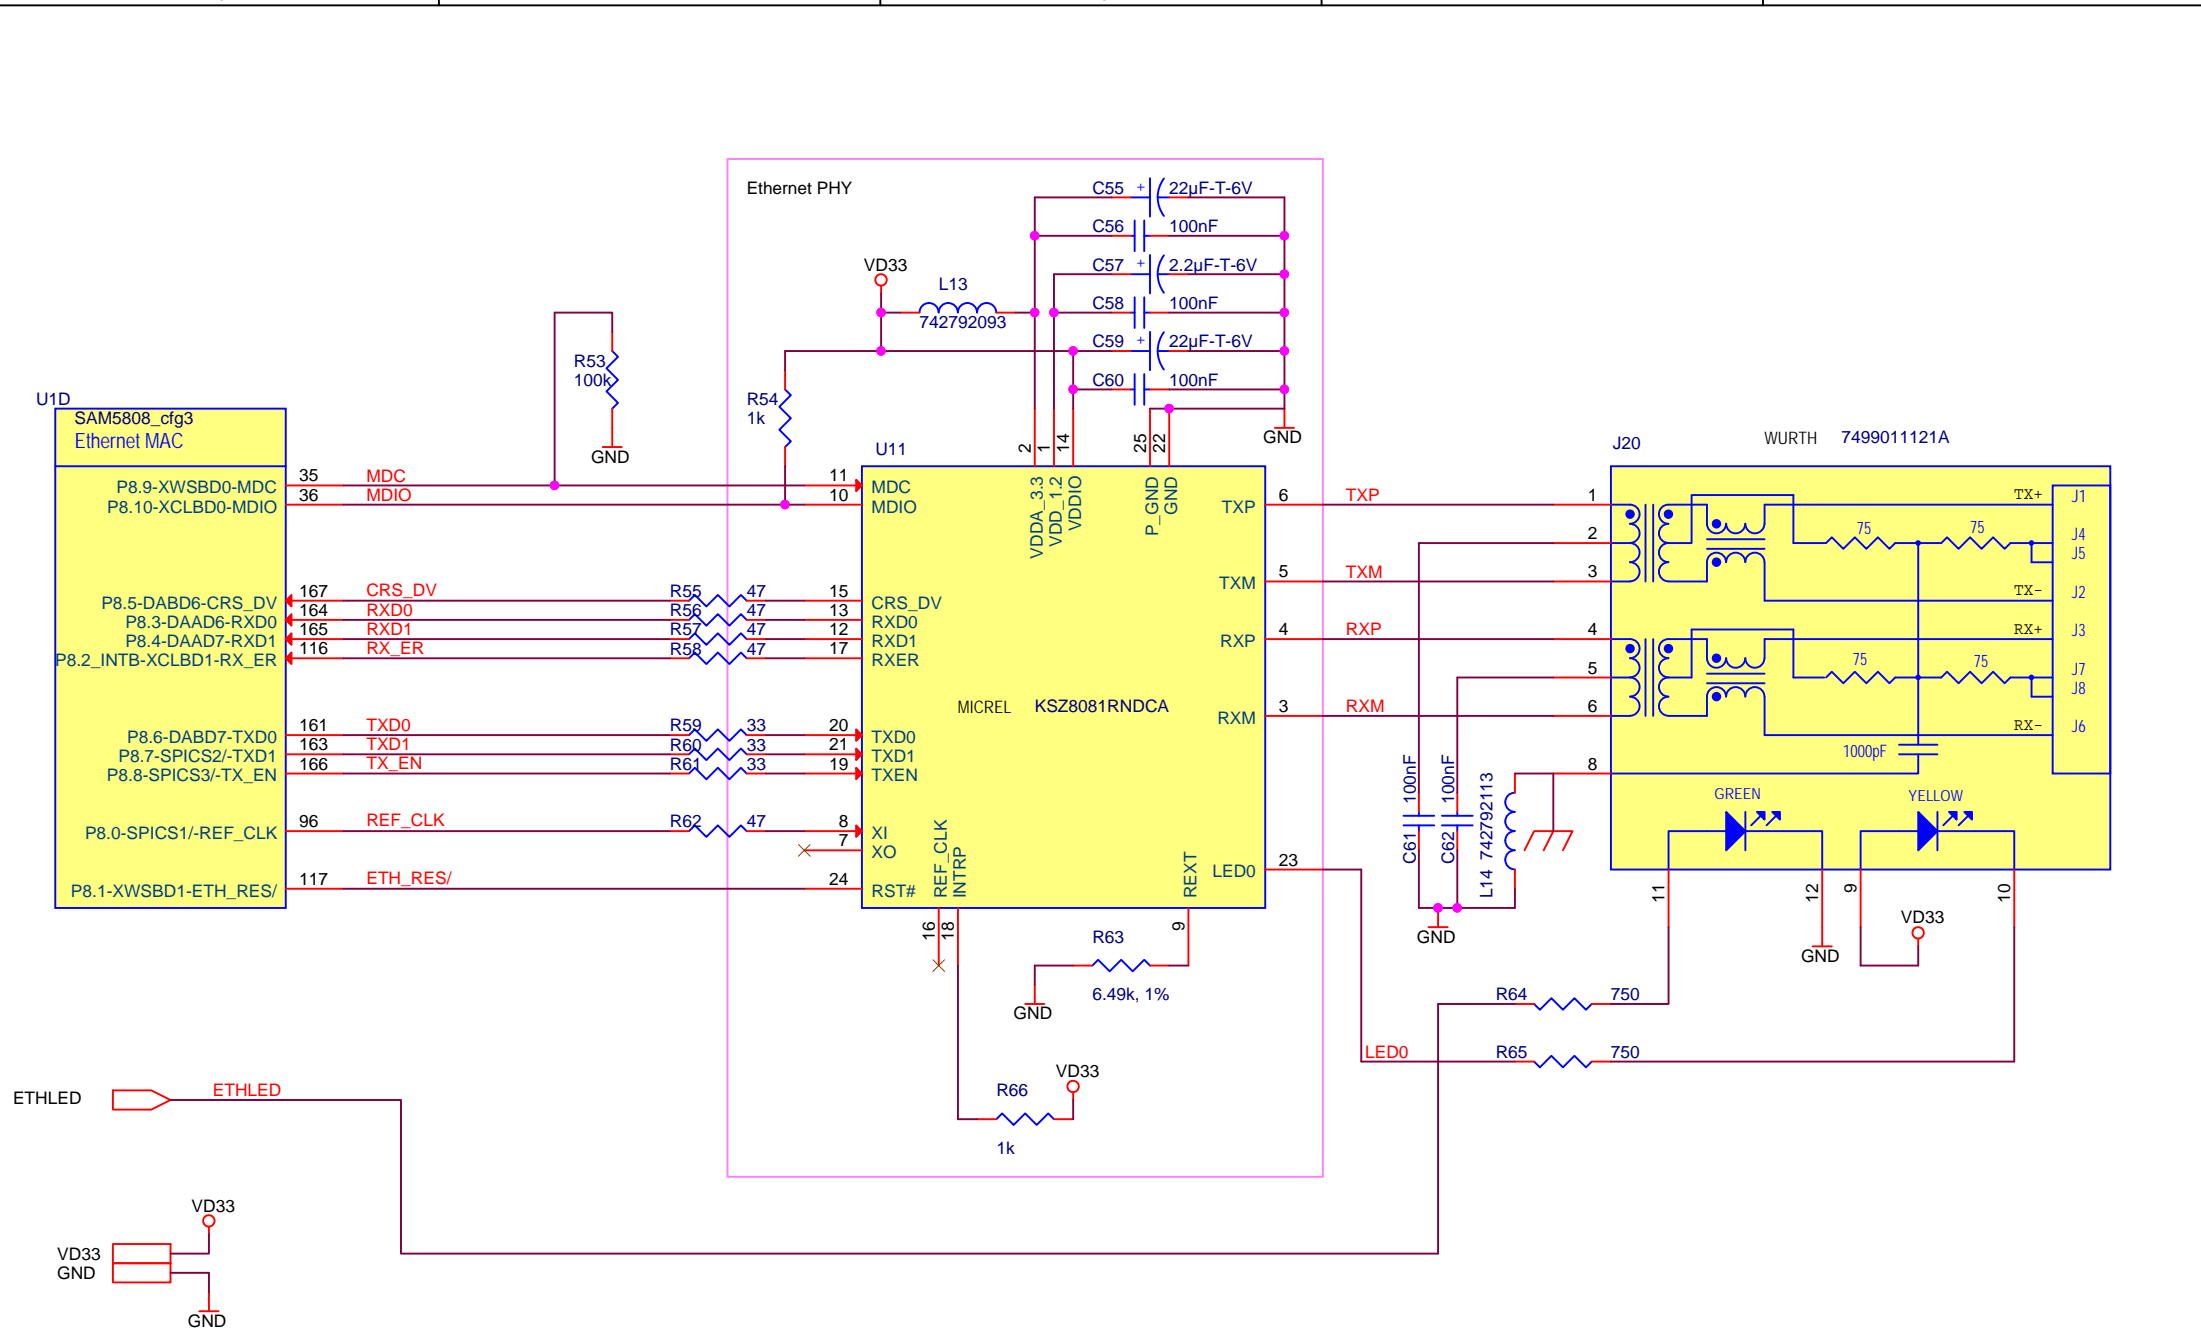 Ethernet PHY
C55 + 22µF-T-6V
C56 100nF
C57 + 2.2µF-T-6V
C58 100nF
C59 + 22µF-T-6V
C60 100nF
VD33
L13
742792093
R53
100k
GND
R54
1k
GND
U1D
SAM5808_cfg3
Ethernet MAC
P8.9-XWSBD0-MDC 35 MDC
P8.10-XCLBD0-MDIO 36 MDIO
P8.5-DABD6-CRS_DV 167 CRS_DV R55 47
P8.3-DAAD6-RXD0 164 RXD0 R56 47
P8.4-DAAD7-RXD1 165 RXD1 R57 47
P8.2_INTB-XCLBD1-RX_ER 116 RX_ER R58 47
P8.6-DABD7-TXD0 161 TXD0 R59 33
P8.7-SPICS2/-TXD1 163 TXD1 R60 33
P8.8-SPICS3/-TX_EN 166 TX_EN R61 33
P8.0-SPICS1/-REF_CLK 96 REF_CLK R62 47
P8.1-XWSBD1-ETH_RES/ 117 ETH_RES/
U11
MICREL KSZ8081RNDCA
11 MDC
10 MDIO
15 CRS_DV
13 RXD0
12 RXD1
17 RXER
20 TXD0
21 TXD1
19 TXEN
8 XI
7 XO
24 RST#
2 VDDA_3.3
1 VDD_1.2
14 VDDIO
25 P_GND
22 GND
TXP 6 TXP
TXM 5 TXM
RXP 4 RXP
RXM 3 RXM
LED0 23
16 REF_CLK
18 INTRP
9 REXT
R63
6.49k, 1%
GND
R66
1k
VD33
C61 100nF
C62 100nF
L14 742792113
GND
J20 WURTH 7499011121A
1
2
3
4
5
6
8
TX+ J1
75 75 J4
J5
TX- J2
RX+ J3
75 75 J7
J8
RX- J6
1000pF
GREEN
YELLOW
11
12
9
10
GND
VD33
R64 750
LED0 R65 750
ETHLED ETHLED
VD33
VD33
GND
GND